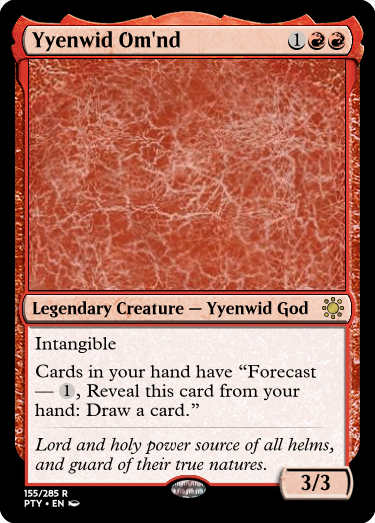 Yyenwid Om'nd 1RR
Legendary Creature — Yyenwid God
Intangible
Cards in your hand have “Forecast
— 1, Reveal this card from your
hand: Draw a card.”
Lord and holy power source of all helms,
and guard of their true natures.
3/3
155/285 R
PTY • EN